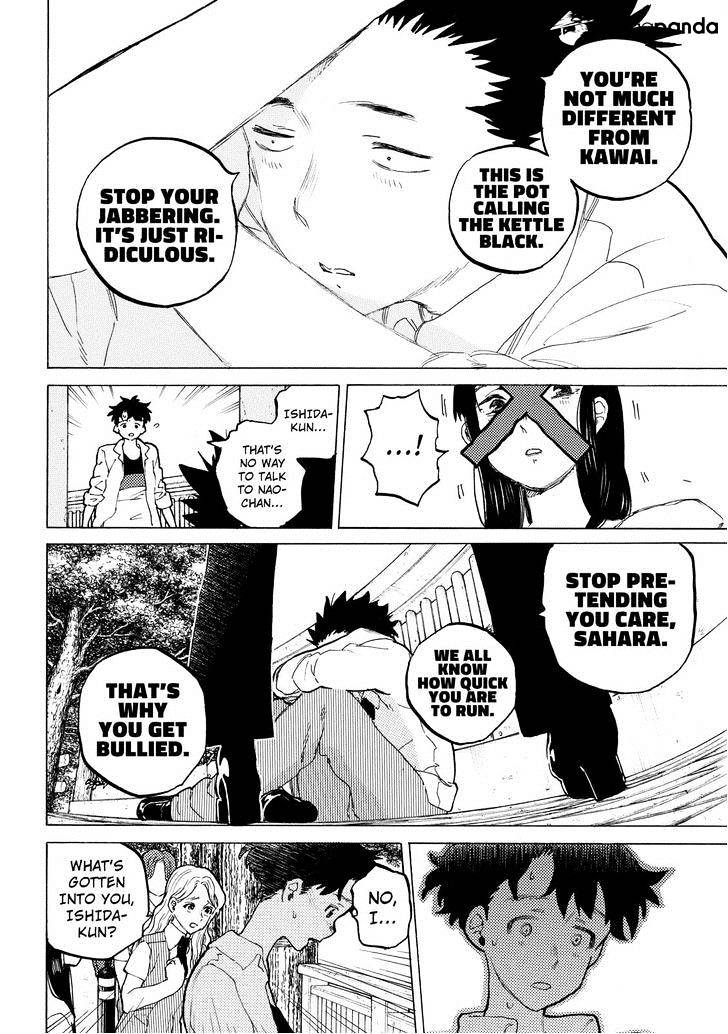 panda
YOU'RE
NOT MUCH
DIFFERENT
FROM
KAWAI.
THIS IS
THE POT
CALLING
THE KETTLE
BLACK.
STOP YOUR
JABBERING.
IT'S JUST RI-
DICULOUS.
...!
ISHIDA-
KUN...
THAT'S
NO WAY
TO TALK
TO NAO-
CHAN...
STOP PRE-
TENDING
YOU CARE,
SAHARA.
WE ALL
KNOW
HOW QUICK
YOU ARE
TO RUN.
THAT'S
WHY
YOU GET
BULLIED.
NO,
I...
WHAT'S
GOTTEN
INTO YOU,
ISHIDA-
KUN?